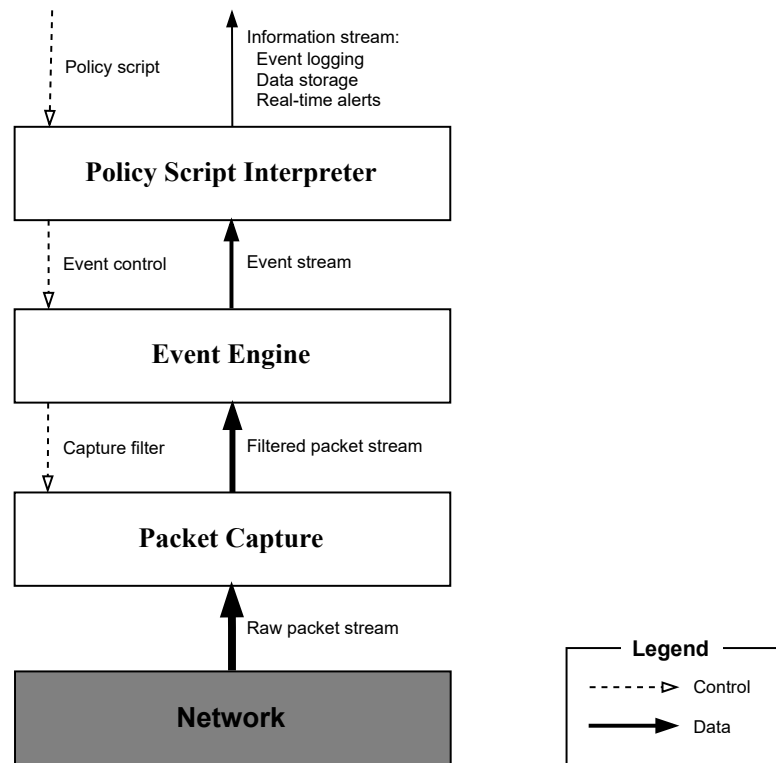 Information stream:
Event logging
Policy script
Data storage
Real-time alerts
Policy Script Interpreter
Event control
Event stream
Event Engine
Capture filter
Filtered packet stream
Packet Capture
Raw packet stream
Network
Legend
Control
Data